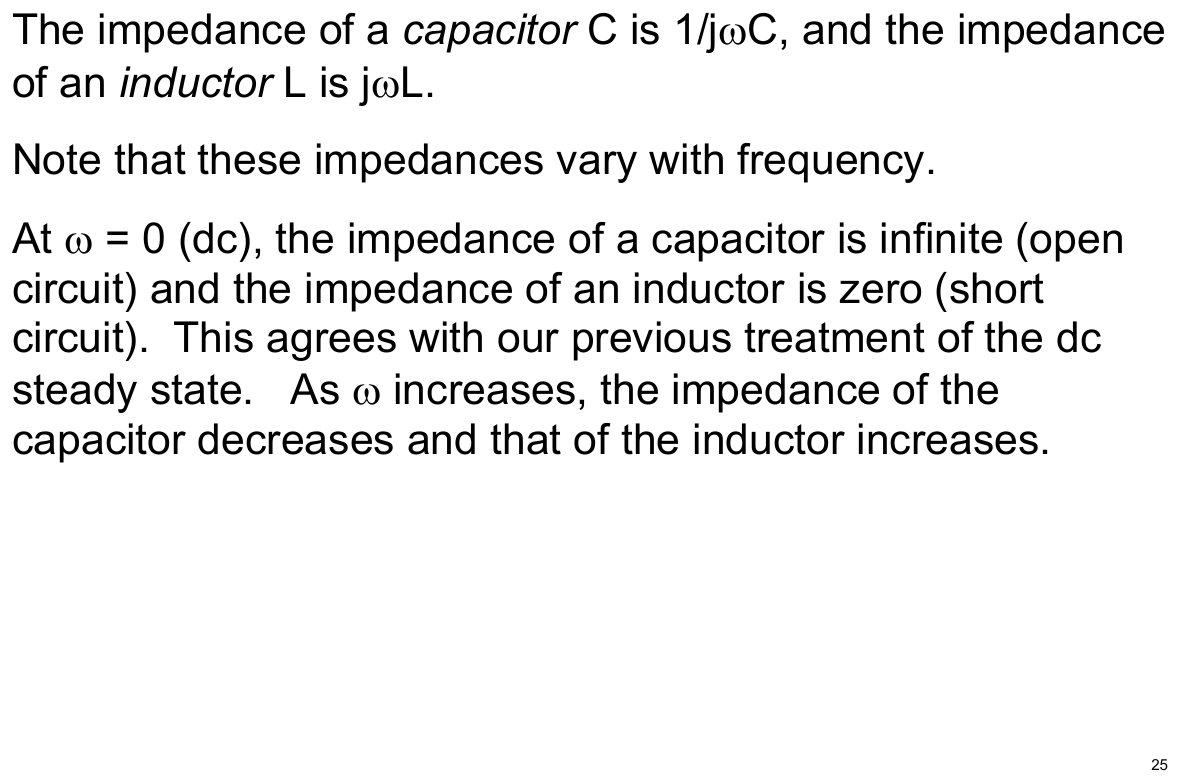 The impedance of a capacitor C is 1/jωC, and the impedance
of an inductor L is jωL.
Note that these impedances vary with frequency.
At ω = 0 (dc), the impedance of a capacitor is infinite (open
circuit) and the impedance of an inductor is zero (short
circuit).  This agrees with our previous treatment of the dc
steady state.   As ω increases, the impedance of the
capacitor decreases and that of the inductor increases.
25